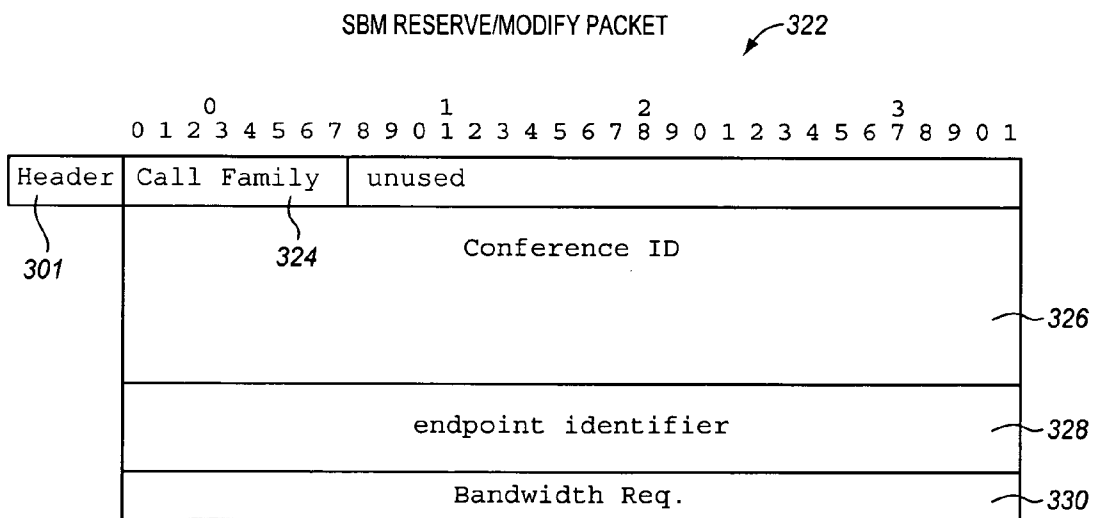 SBM RESERVE/MODIFY PACKET 322
0 1 2 3
0 1 2 3 4 5 6 7 8 9 0 1 2 3 4 5 6 7 8 9 0 1 2 3 4 5 6 7 8 9 0 1
Header Call Family unused
301 324 Conference ID
326
endpoint identifier 328
Bandwidth Req. 330